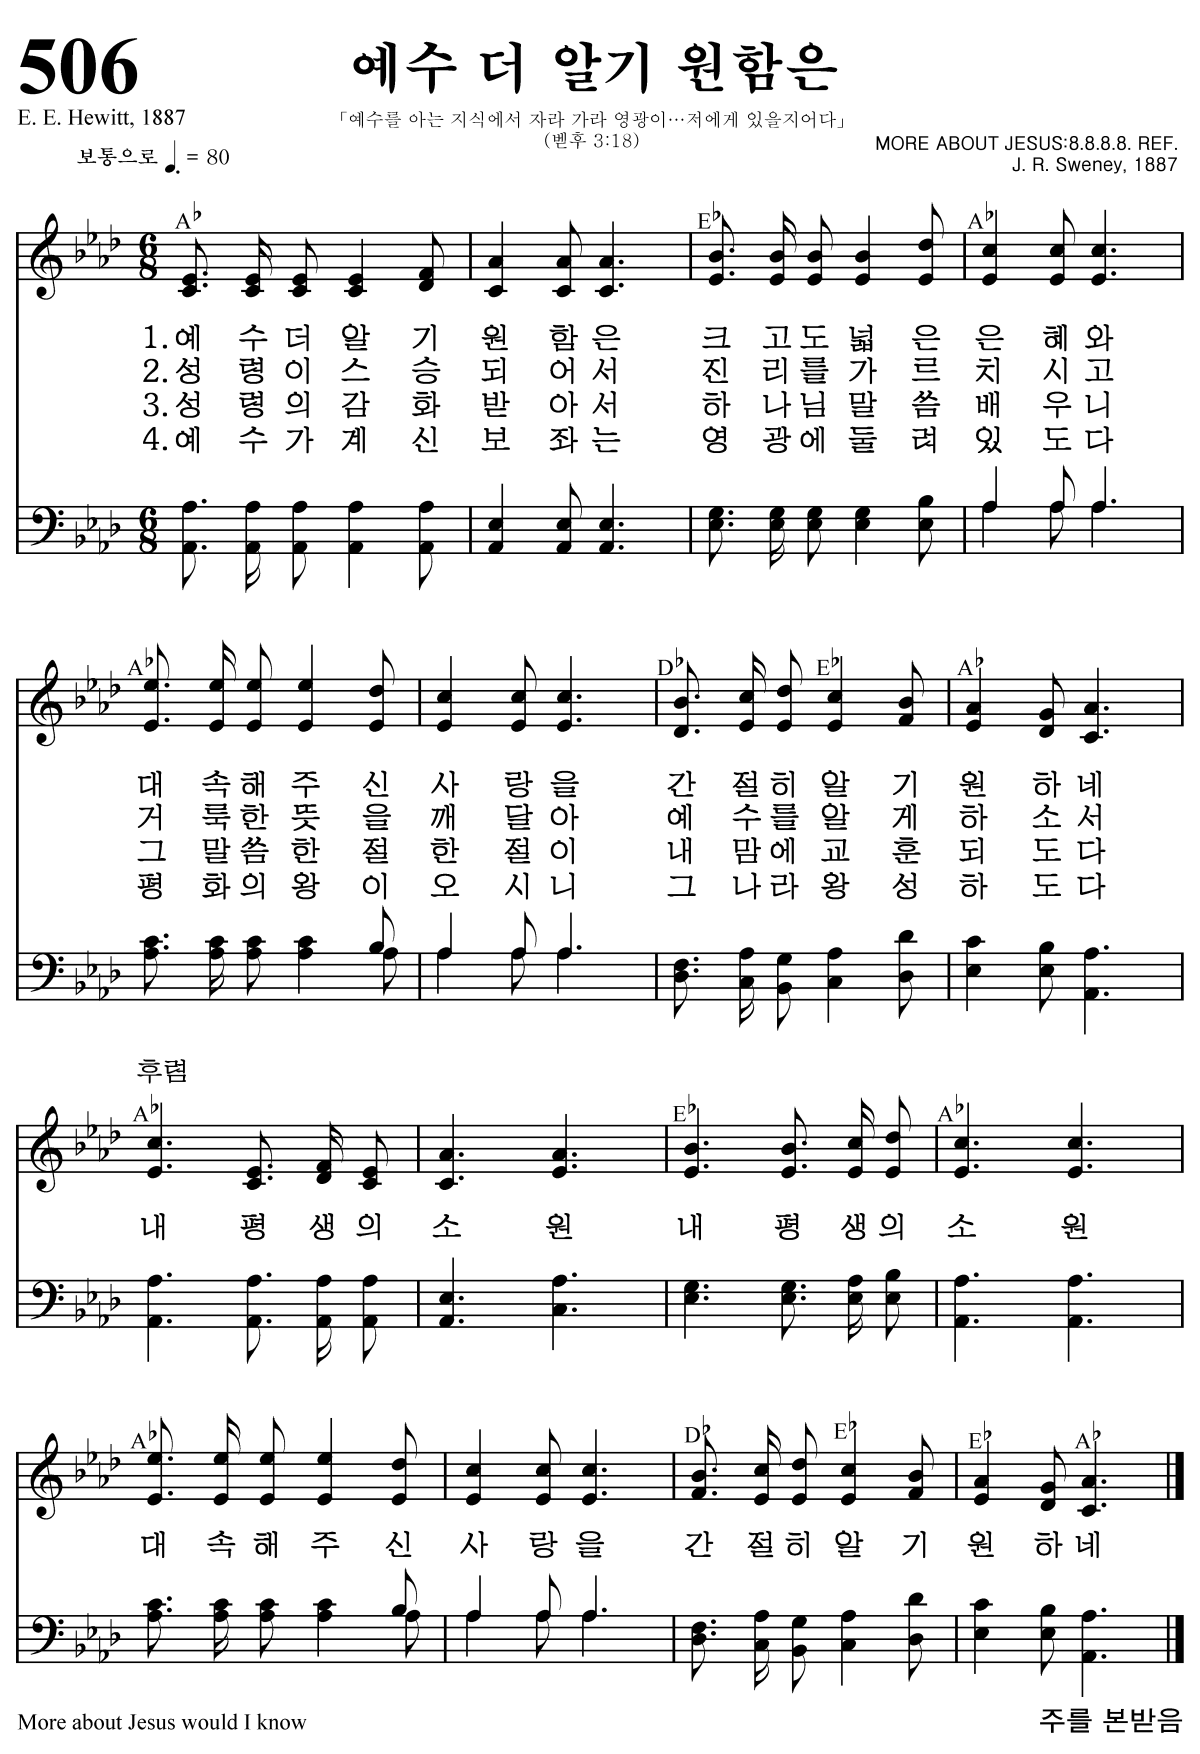 506
예수 더 알기 원함은
E. E. Hewitt, 1887
「예수를 아는 지식에서 자라 가라 영광이…저에게 있을지어다」
(벧후 3:18)
보통으로 ♩. = 80
MORE ABOUT JESUS:8.8.8.8. REF.
J. R. Sweney, 1887
A♭ E♭ A♭
6 8
1.예 수 더 알 기 원 함 은 크 고 도 넓 은 은 혜 와
2.성 령 이 스 승 되 어 서 진 리 를 가 르 치 시 고
3.성 령 의 감 화 받 아 서 하 나 님 말 씀 배 우 니
4.예 수 가 계 신 보 좌 는 영 광 에 둘 려 있 도 다
6 8
A♭ D♭ E♭ A♭
대 속 해 주 신 사 랑 을 간 절 히 알 기 원 하 네
거 룩 한 뜻 을 깨 달 아 예 수 를 알 게 하 소 서
그 말 씀 한 절 한 절 이 내 맘 에 교 훈 되 도 다
평 화 의 왕 이 오 시 니 그 나 라 왕 성 하 도 다
후렴
A♭ E♭ A♭
내 평 생 의 소 원 내 평 생 의 소 원
A♭ D♭ E♭ E♭ A♭
대 속 해 주 신 사 랑 을 간 절 히 알 기 원 하 네
More about Jesus would I know
주를 본받음